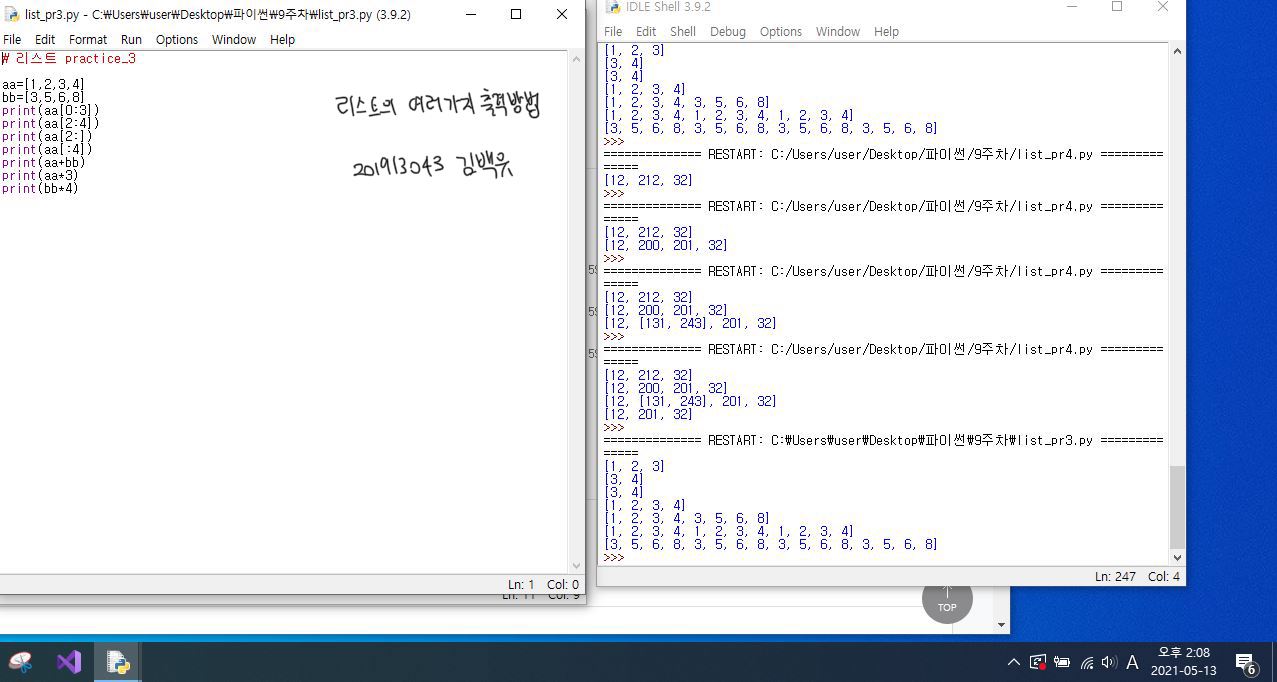 list_pr3.py - C:₩Users₩user₩Desktop₩파이썬₩9주차₩list_pr3.py (3.9.2)
File Edit Format Run Options Window Help
# 리스트 practice_3
aa=[1,2,3,4]
bb=[3,5,6,8]
print(aa[0:3])
print(aa[2:4])
print(aa[2:])
print(aa[:4])
print(aa+bb)
print(aa*3)
print(bb*4)
리스트의 여러가지 출력방법
201913043 김백유
Ln: 1 Col: 0
Ln: 11 Col: 9
IDLE Shell 3.9.2
File Edit Shell Debug Options Window Help
[1, 2, 3]
[3, 4]
[3, 4]
[1, 2, 3, 4]
[1, 2, 3, 4, 3, 5, 6, 8]
[1, 2, 3, 4, 1, 2, 3, 4, 1, 2, 3, 4]
[3, 5, 6, 8, 3, 5, 6, 8, 3, 5, 6, 8, 3, 5, 6, 8]
>>>
============== RESTART: C:/Users/user/Desktop/파이썬/9주차/list_pr4.py =========
=====
[12, 212, 32]
>>>
============== RESTART: C:/Users/user/Desktop/파이썬/9주차/list_pr4.py =========
=====
[12, 212, 32]
[12, 200, 201, 32]
>>>
============== RESTART: C:/Users/user/Desktop/파이썬/9주차/list_pr4.py =========
=====
[12, 212, 32]
[12, 200, 201, 32]
[12, [131, 243], 201, 32]
>>>
============== RESTART: C:/Users/user/Desktop/파이썬/9주차/list_pr4.py =========
=====
[12, 212, 32]
[12, 200, 201, 32]
[12, [131, 243], 201, 32]
[12, 201, 32]
>>>
============== RESTART: C:₩Users₩user₩Desktop₩파이썬₩9주차₩list_pr3.py =========
=====
[1, 2, 3]
[3, 4]
[3, 4]
[1, 2, 3, 4]
[1, 2, 3, 4, 3, 5, 6, 8]
[1, 2, 3, 4, 1, 2, 3, 4, 1, 2, 3, 4]
[3, 5, 6, 8, 3, 5, 6, 8, 3, 5, 6, 8, 3, 5, 6, 8]
>>>
Ln: 247 Col: 4
TOP
A
오후 2:08
2021-05-13
6